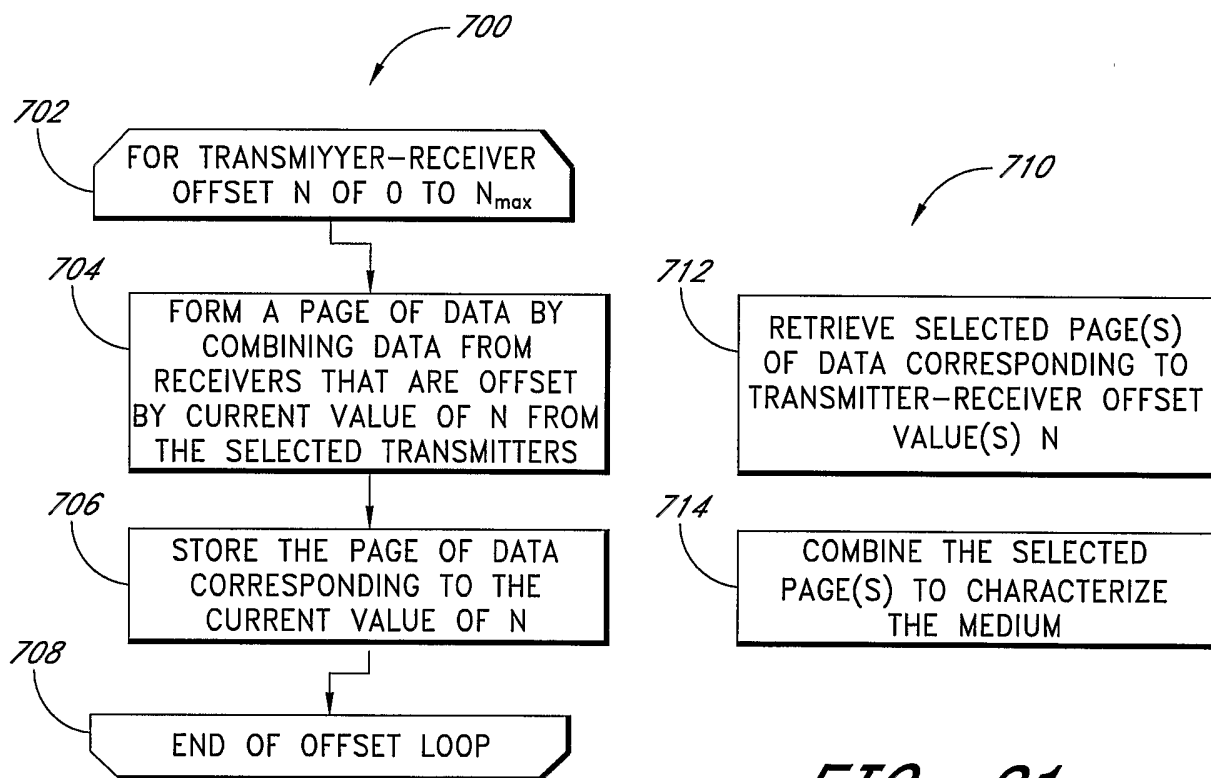 700
702
FOR TRANSMIYYER-RECEIVER
OFFSET N OF 0 TO Nmax
704
FORM A PAGE OF DATA BY
COMBINING DATA FROM
RECEIVERS THAT ARE OFFSET
BY CURRENT VALUE OF N FROM
THE SELECTED TRANSMITTERS
706
STORE THE PAGE OF DATA
CORRESPONDING TO THE
CURRENT VALUE OF N
708
END OF OFFSET LOOP
710
712
RETRIEVE SELECTED PAGE(S)
OF DATA CORRESPONDING TO
TRANSMITTER-RECEIVER OFFSET
VALUE(S) N
714
COMBINE THE SELECTED
PAGE(S) TO CHARACTERIZE
THE MEDIUM
FIG. 21